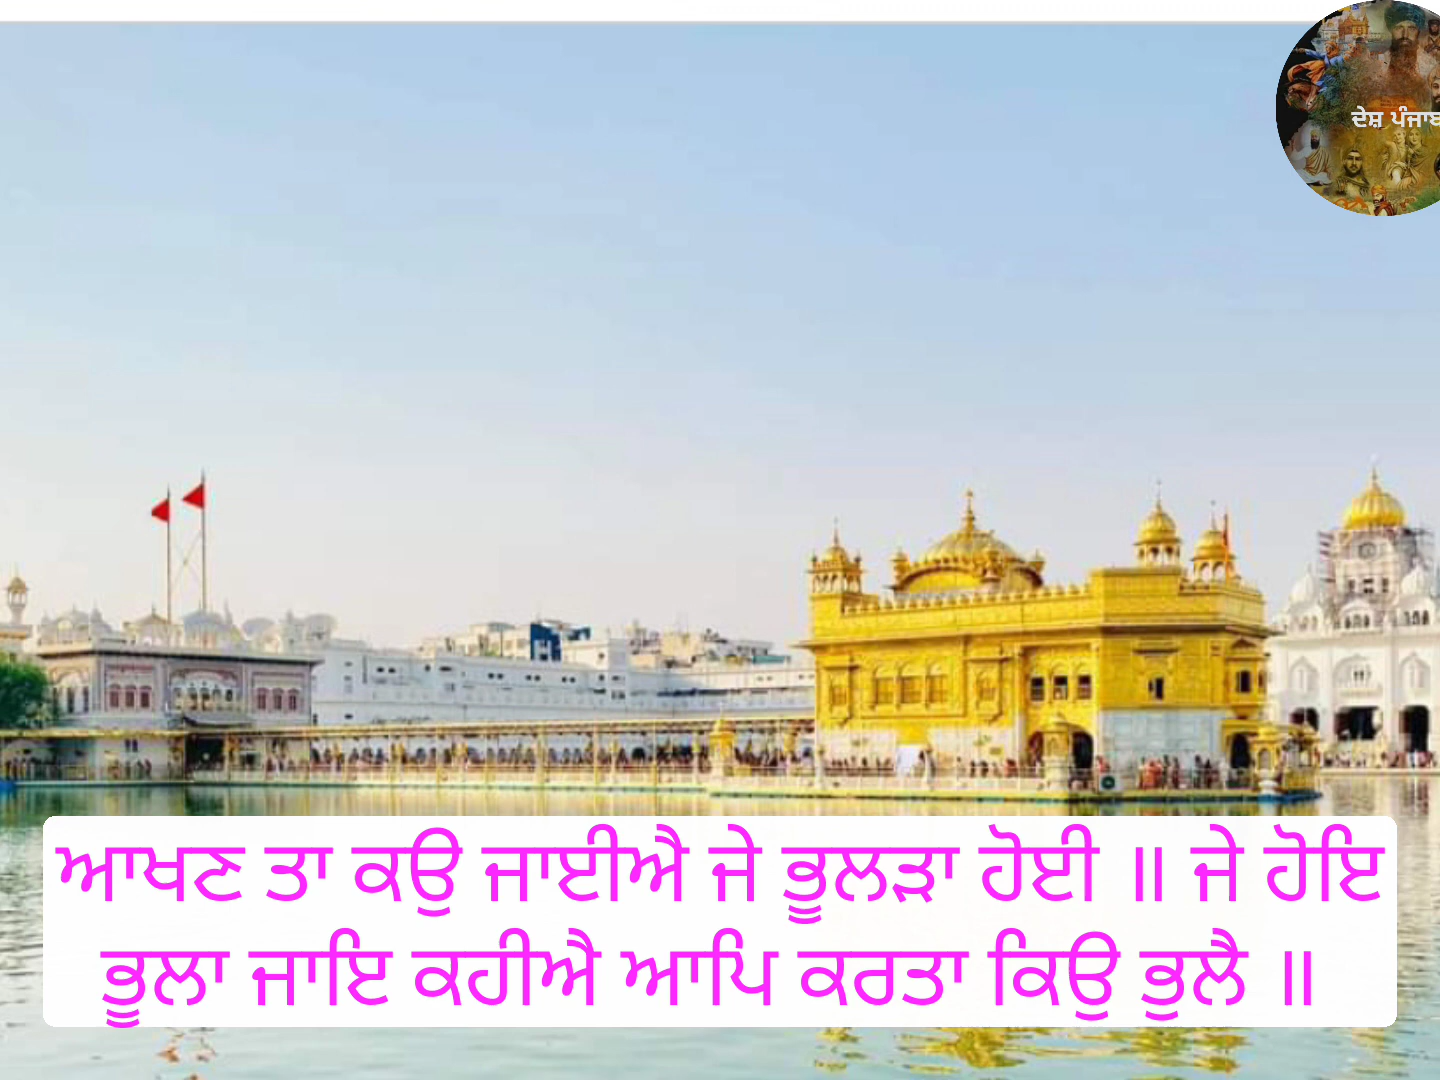 ਦੇਸ਼ ਪੰਜਾਬ
ਆਖਣ ਤਾ ਕਉ ਜਾਈਐ ਜੇ ਭੂਲੜਾ ਹੋਈ ॥ ਜੇ ਹੋਇ
ਭੂਲਾ ਜਾਇ ਕਹੀਐ ਆਪਿ ਕਰਤਾ ਕਿਉ ਭੁਲੈ ॥